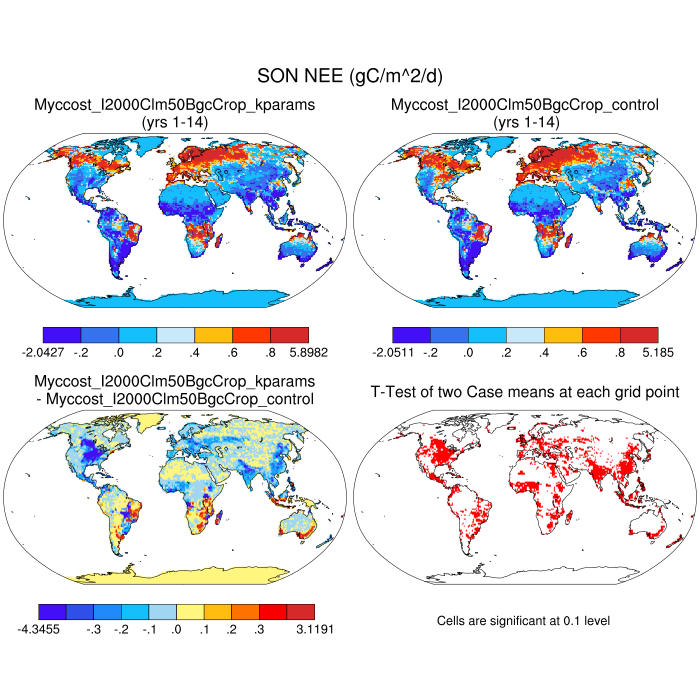 SON NEE (gC/m^2/d)
Myccost_I2000Clm50BgcCrop_kparams
(yrs 1-14)
Myccost_I2000Clm50BgcCrop_control
(yrs 1-14)
-2.0427 -.2 .0 .2 .4 .6 .8 5.8982
-2.0511 -.2 .0 .2 .4 .6 .8 5.185
Myccost_I2000Clm50BgcCrop_kparams
- Myccost_I2000Clm50BgcCrop_control
T-Test of two Case means at each grid point
-4.3455 -.3 -.2 -.1 .0 .1 .2 .3 3.1191
Cells are significant at 0.1 level